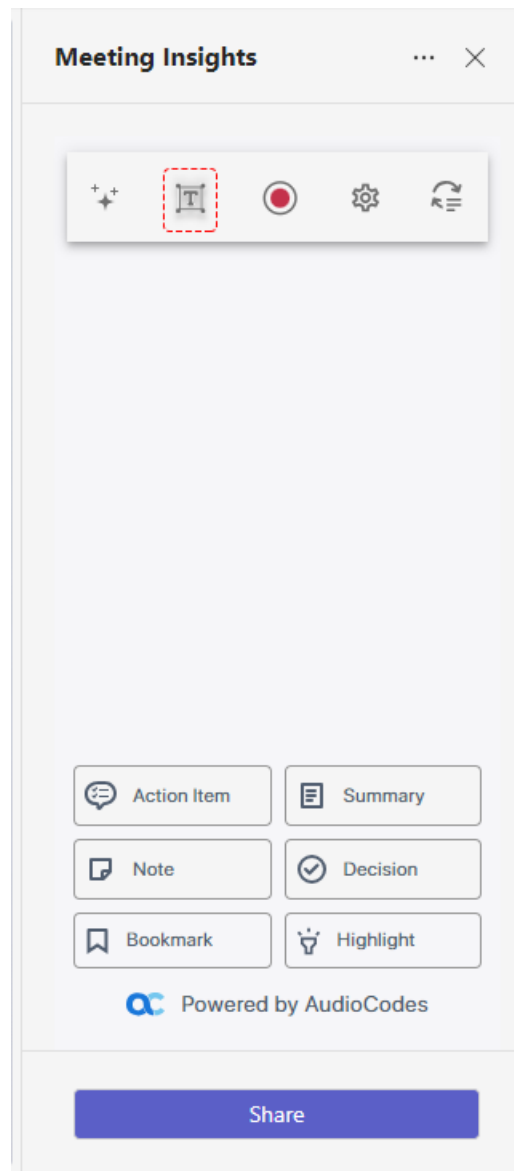 Meeting Insights
T
Action Item
Summary
Note
Decision
Bookmark
Highlight
Powered by AudioCodes
Share